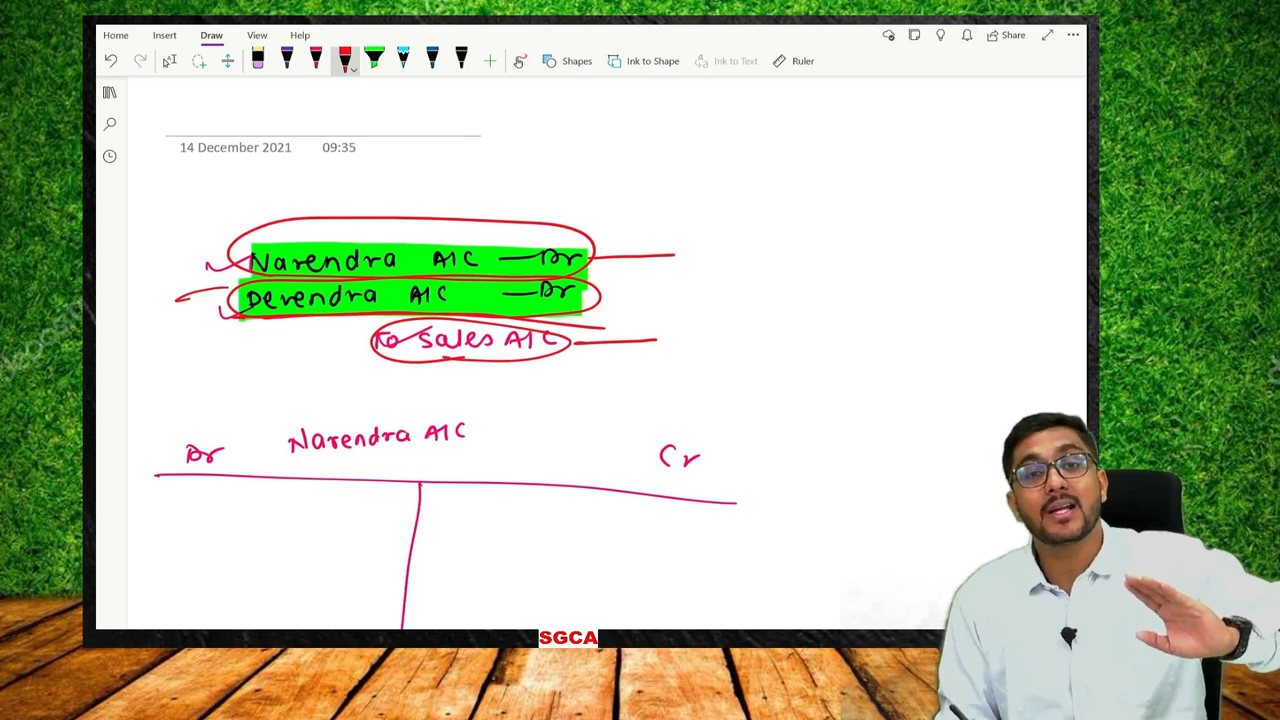 Home Insert Draw View Help Share
Shapes Ink to Shape Ink to Text Ruler
14 December 2021 09:35
Narendra A/C — Dr
Devendra A/C — Dr
To Sales A/C
Dr Narendra A/C Cr
SGCA